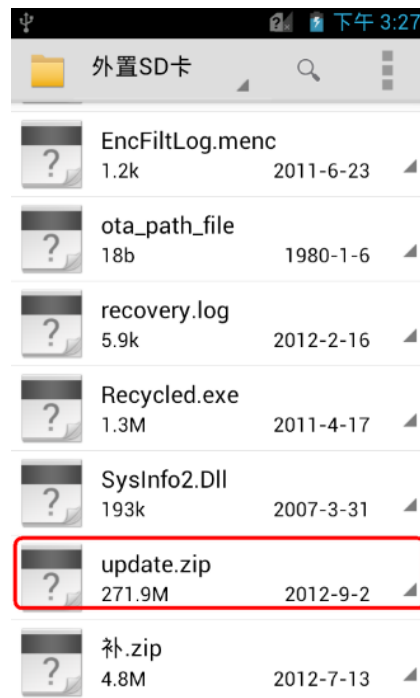 下午 3:27
外置SD卡
EncFiltLog.menc
1.2k 2011-6-23
ota_path_file
18b 1980-1-6
recovery.log
5.9k 2012-2-16
Recycled.exe
1.3M 2011-4-17
SysInfo2.Dll
193k 2007-3-31
update.zip
271.9M 2012-9-2
补.zip
4.8M 2012-7-13